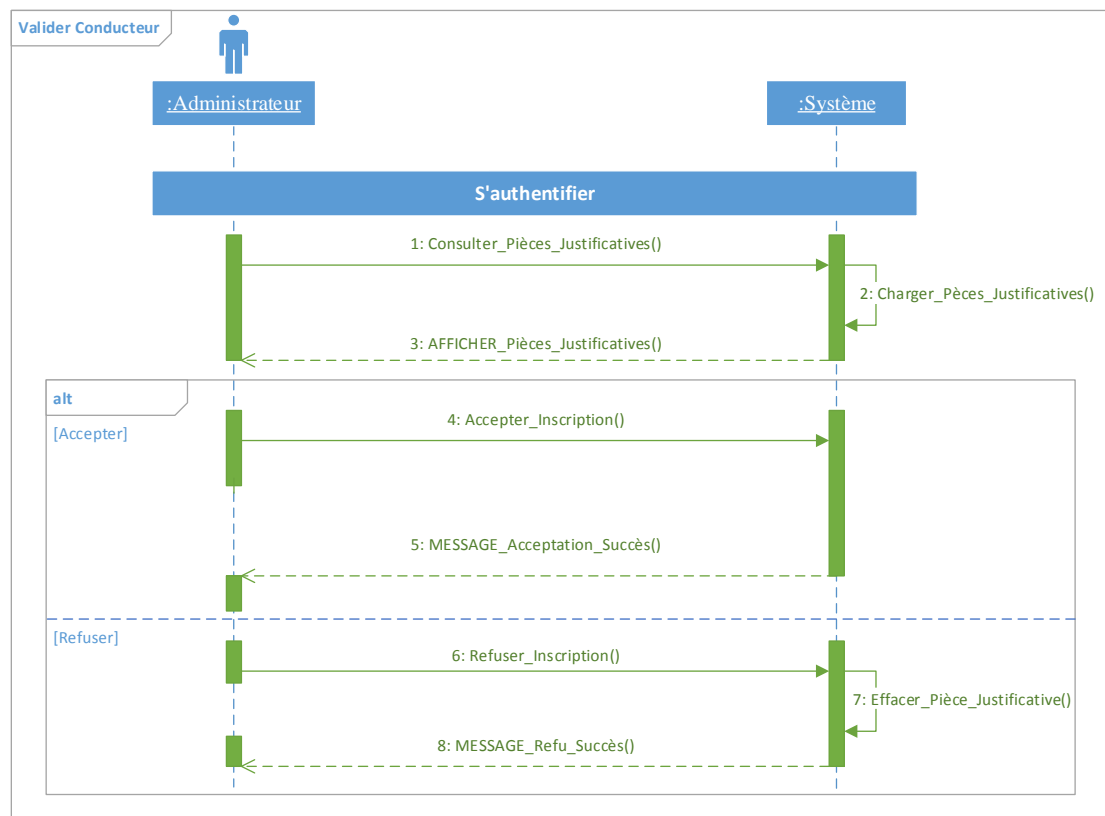 Valider Conducteur
:Administrateur
:Système
S'authentifier
1: Consulter_Pièces_Justificatives()
2: Charger_Pèces_Justificatives()
3: AFFICHER_Pièces_Justificatives()
alt
[Accepter]
4: Accepter_Inscription()
5: MESSAGE_Acceptation_Succès()
[Refuser]
6: Refuser_Inscription()
7: Effacer_Pièce_Justificative()
8: MESSAGE_Refu_Succès()